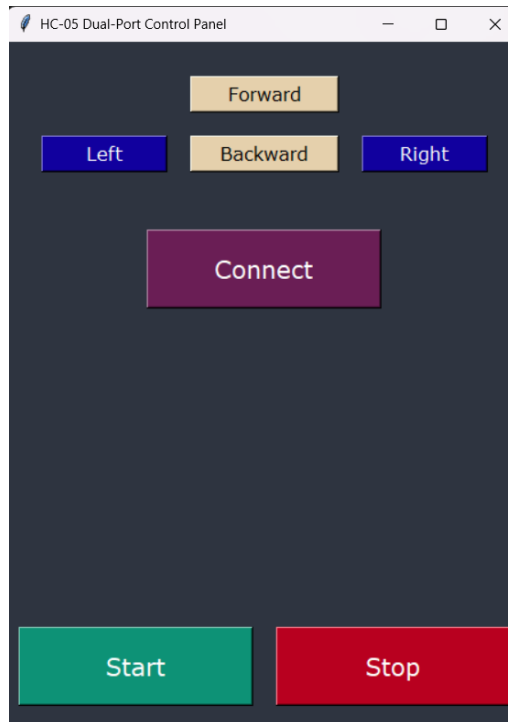 HC-05 Dual-Port Control Panel
Forward
Left Backward Right
Connect
Start Stop